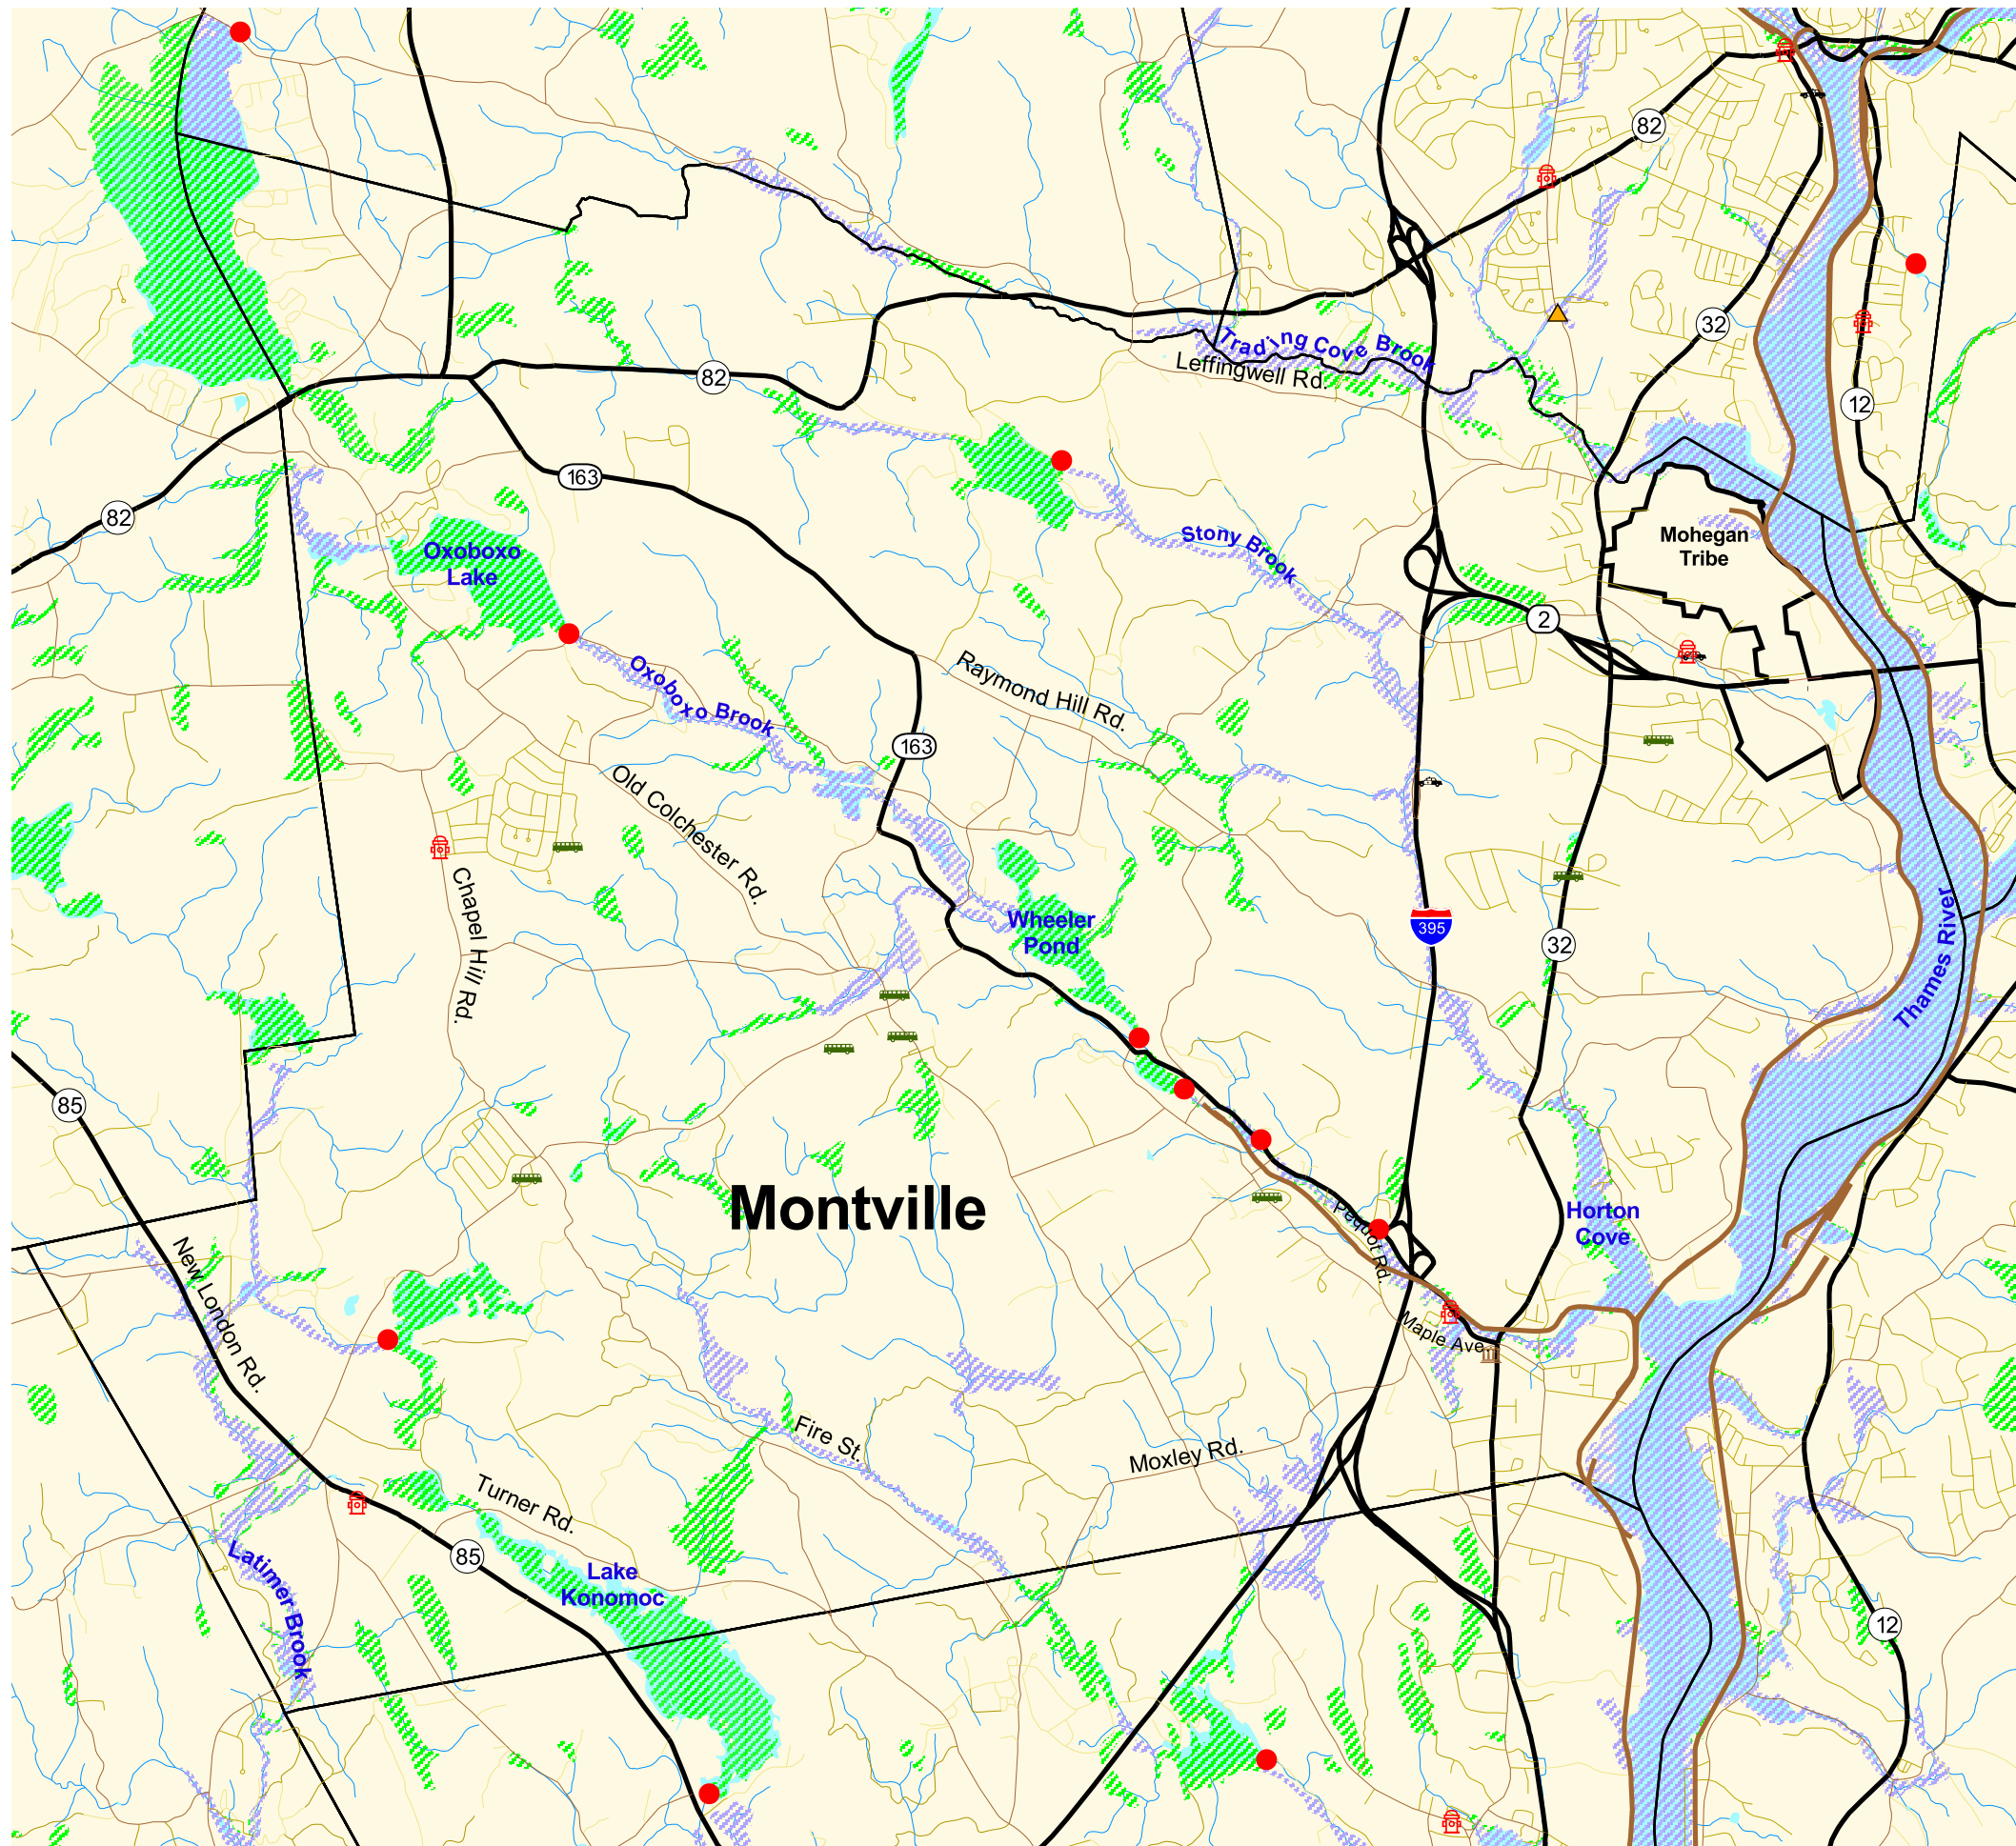 82
32
Trading Cove Brook
Leffingwell Rd.
82
12
163
82
Stony Brook
Mohegan
Tribe
Oxoboxo
Lake
2
Raymond Hill Rd.
Oxoboxo Brook
163
Old Colchester Rd.
Chapel Hill Rd.
Wheeler
Pond
395
32
Thames River
85
Montville
Pequot Rd.
Horton
Cove
New London Rd.
Maple Ave
Fire St.
Moxley Rd.
Turner Rd.
85
Latimer Brook
Lake
Konomoc
12